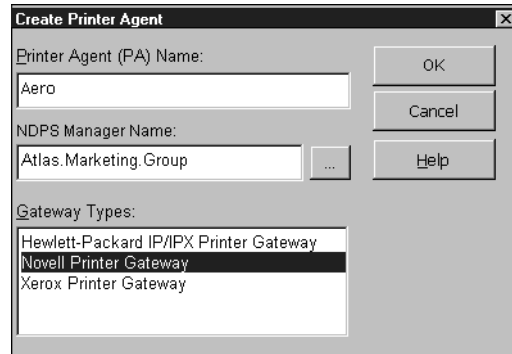 Create Printer Agent
Printer Agent (PA) Name:
Aero
NDPS Manager Name:
Atlas.Marketing.Group
...
Gateway Types:
Hewlett-Packard IP/IPX Printer Gateway
Novell Printer Gateway
Xerox Printer Gateway
OK
Cancel
Help